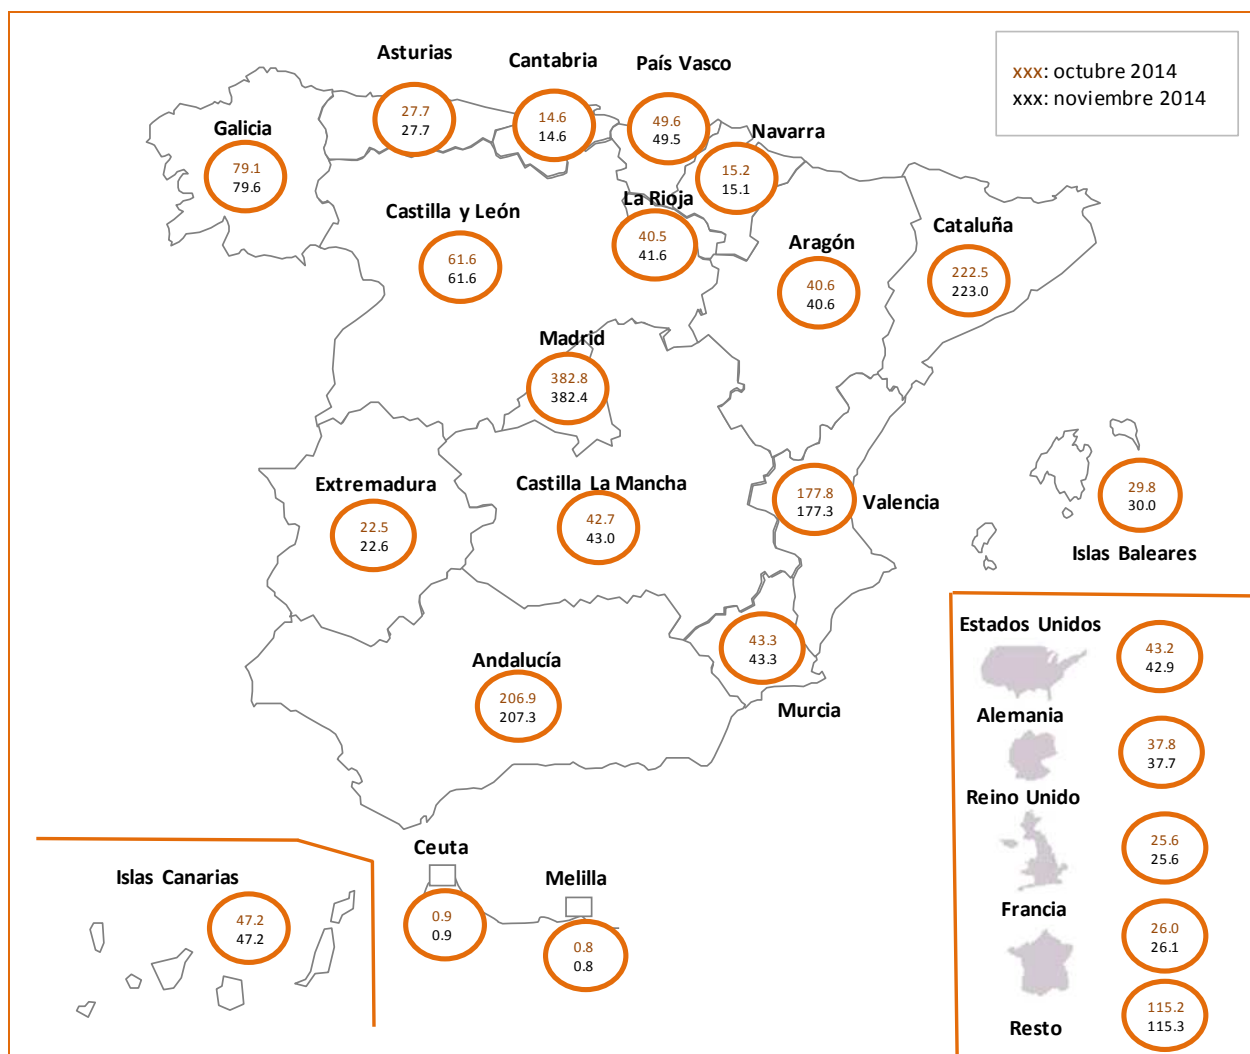 xxx: octubre 2014
xxx: noviembre 2014
Asturias
27.7
27.7
Cantabria
14.6
14.6
País Vasco
49.6
49.5
Navarra
15.2
15.1
Galicia
79.1
79.6
Castilla y León
61.6
61.6
La Rioja
40.5
41.6
Aragón
40.6
40.6
Cataluña
222.5
223.0
Madrid
382.8
382.4
Extremadura
22.5
22.6
Castilla La Mancha
42.7
43.0
177.8
177.3
Valencia
29.8
30.0
Islas Baleares
43.3
43.3
Murcia
Andalucía
206.9
207.3
Estados Unidos
43.2
42.9
Alemania
37.8
37.7
Reino Unido
25.6
25.6
Francia
26.0
26.1
Resto
115.2
115.3
Islas Canarias
47.2
47.2
Ceuta
0.9
0.9
Melilla
0.8
0.8